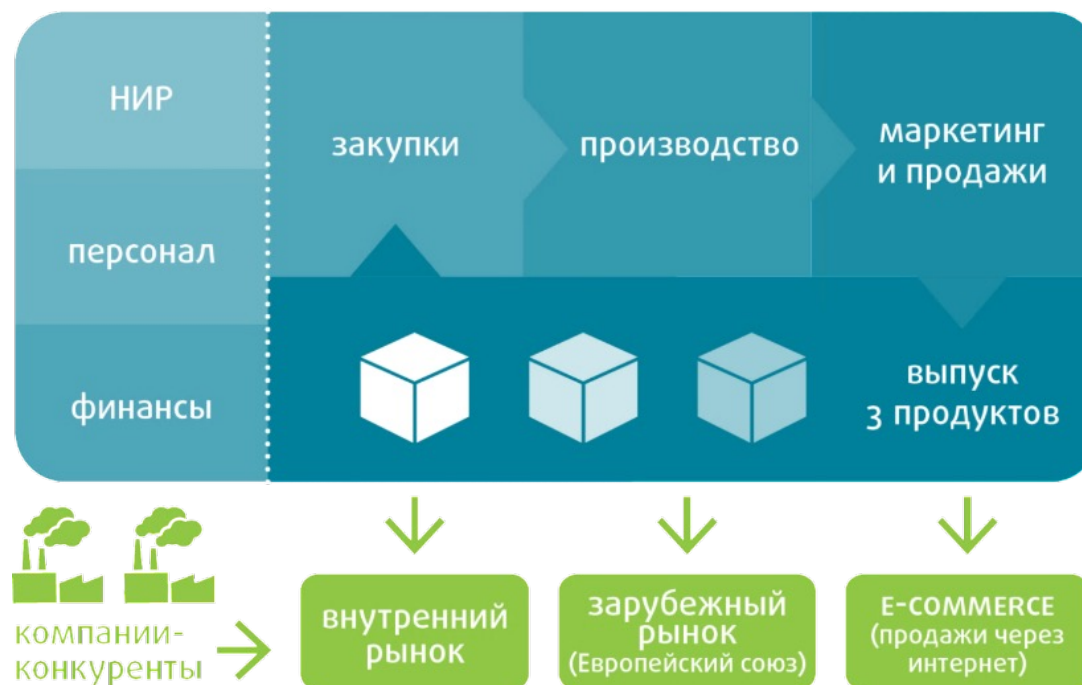 НИР
персонал
финансы
закупки
производство
маркетинг
и продажи
выпуск
3 продуктов
компании-
конкуренты
внутренний
рынок
зарубежный
рынок
(Европейский союз)
E-COMMERCE
(продажи через
интернет)